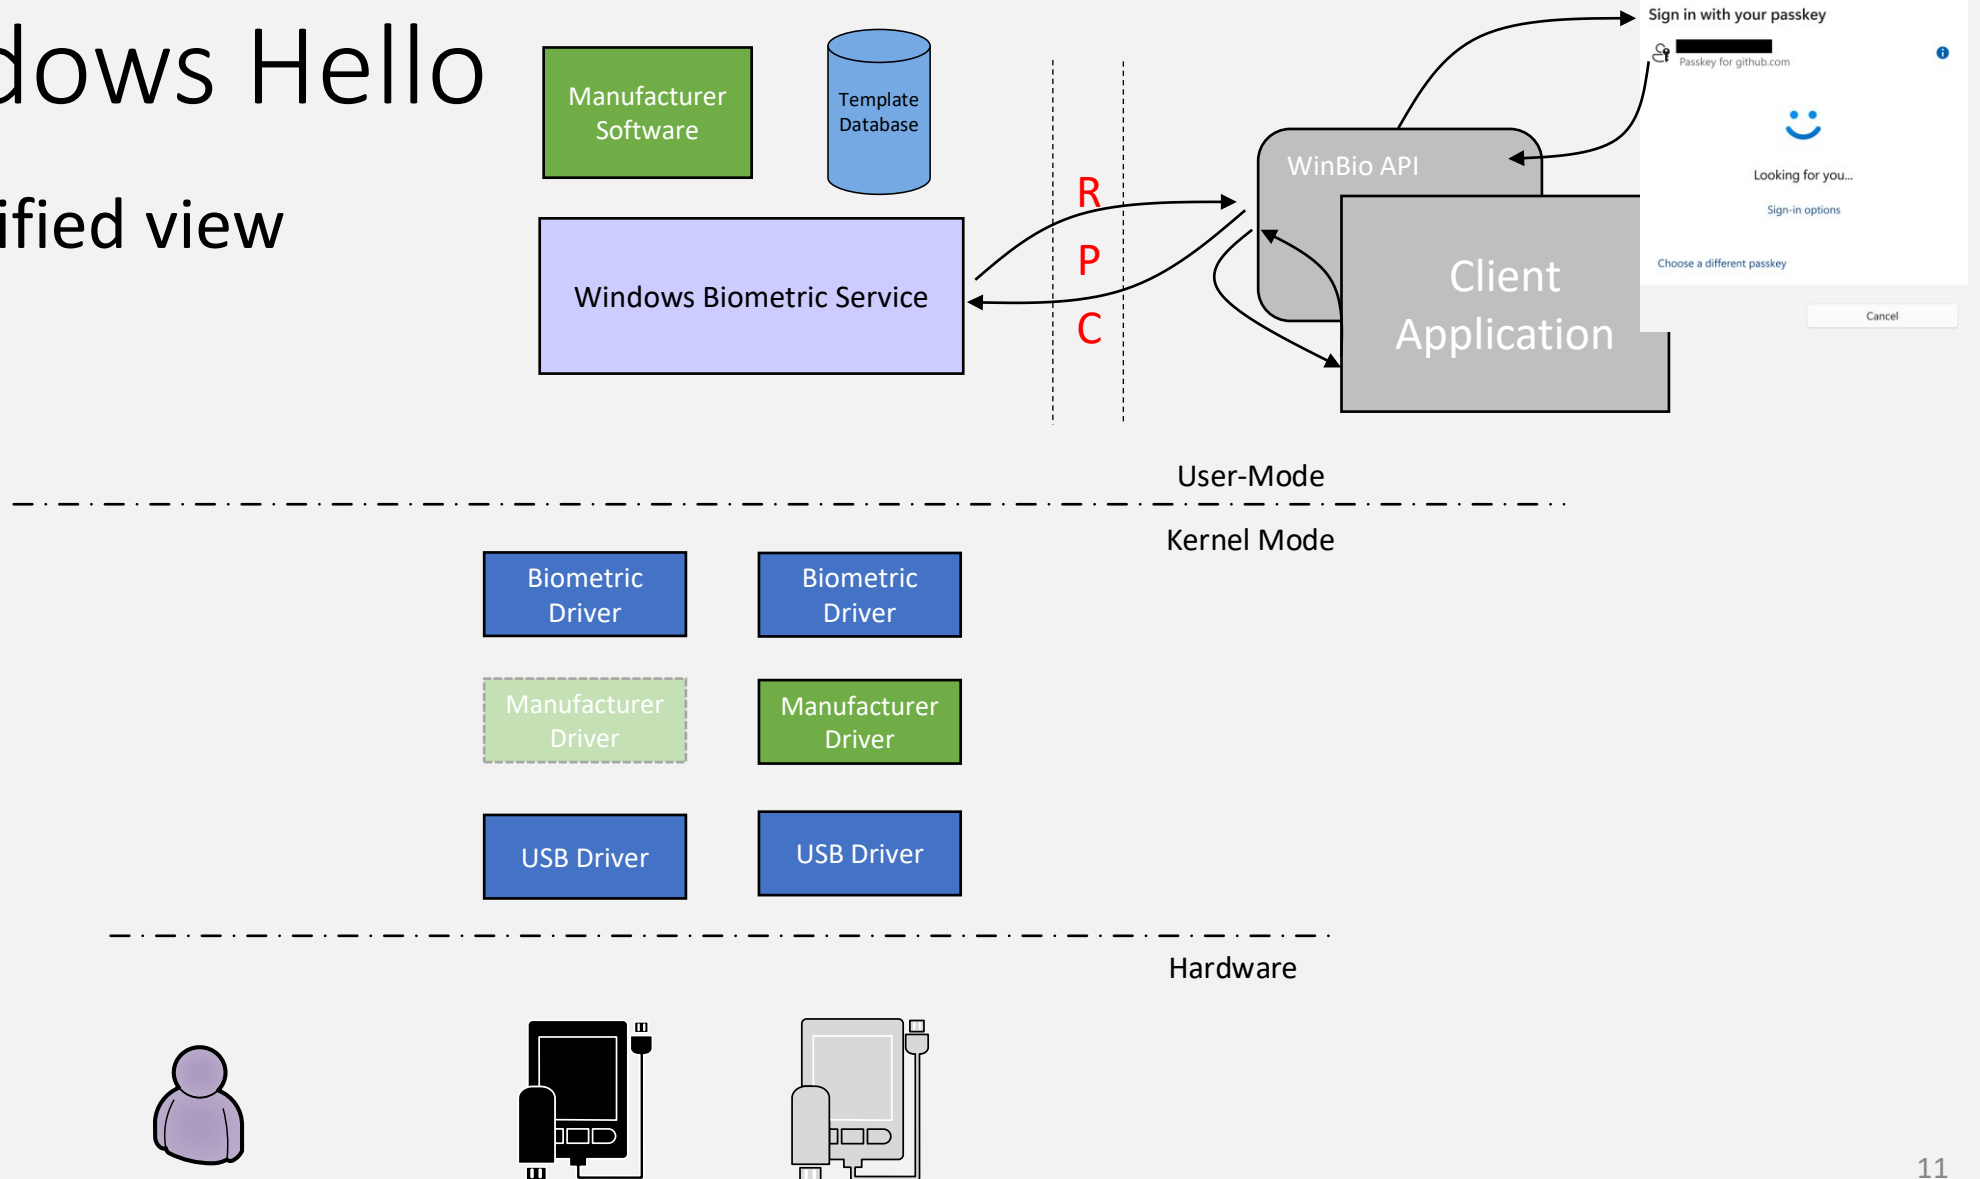 dows Hello
ified view
Manufacturer
Software
Template
Database
Windows Biometric Service
R
P
C
WinBio API
Client
Application
Sign in with your passkey
Passkey for github.com
Looking for you...
Sign-in options
Choose a different passkey
Cancel
User-Mode
Kernel Mode
Biometric
Driver
Biometric
Driver
Manufacturer
Driver
Manufacturer
Driver
USB Driver
USB Driver
Hardware
11